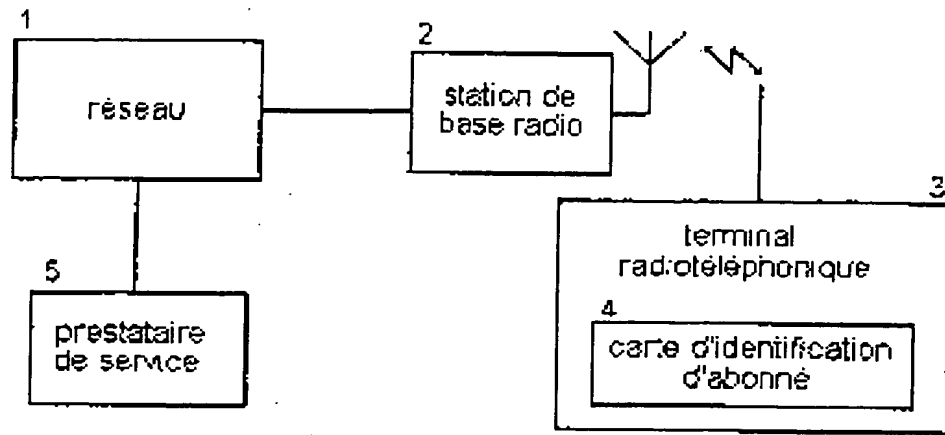 1
réseau
2
station de
base radio
3
terminal
radiotéléphonique
4
carte d'identification
d'abonné
5
prestataire
de service